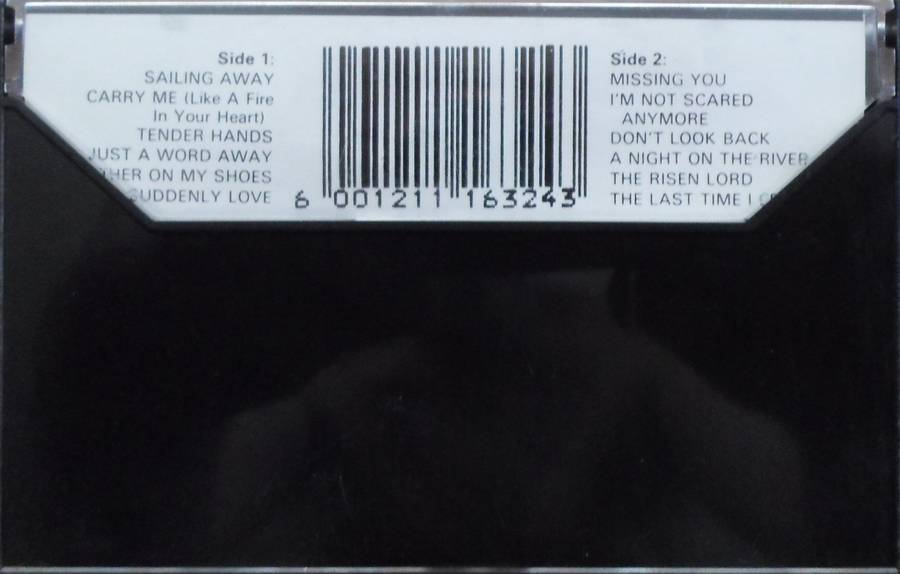 Side 1:
SAILING AWAY
CARRY ME (Like A Fire
In Your Heart)
TENDER HANDS
JUST A WORD AWAY
ON MY SHOES
SUDDENLY LOVE
6 001211 163243
Side 2:
MISSING YOU
I'M NOT SCARED
ANYMORE
DON'T LOOK BACK
A NIGHT ON THE RIVER
THE RISEN LORD
THE LAST TIME I